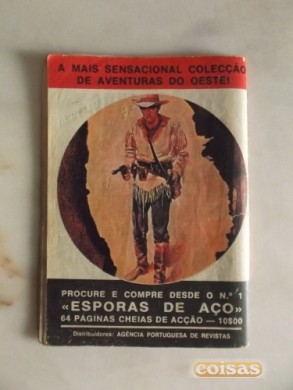 A MAIS SENSACIONAL COLECÇÃO
DE AVENTURAS DO OESTE!
PROCURE E COMPRE DESDE O N.º 1
«ESPORAS DE AÇO»
64 PAGINAS CHEIAS DE ACÇÃO — 10$00
Distribuidores: AGÊNCIA PORTUGUESA DE REVISTAS
coisas